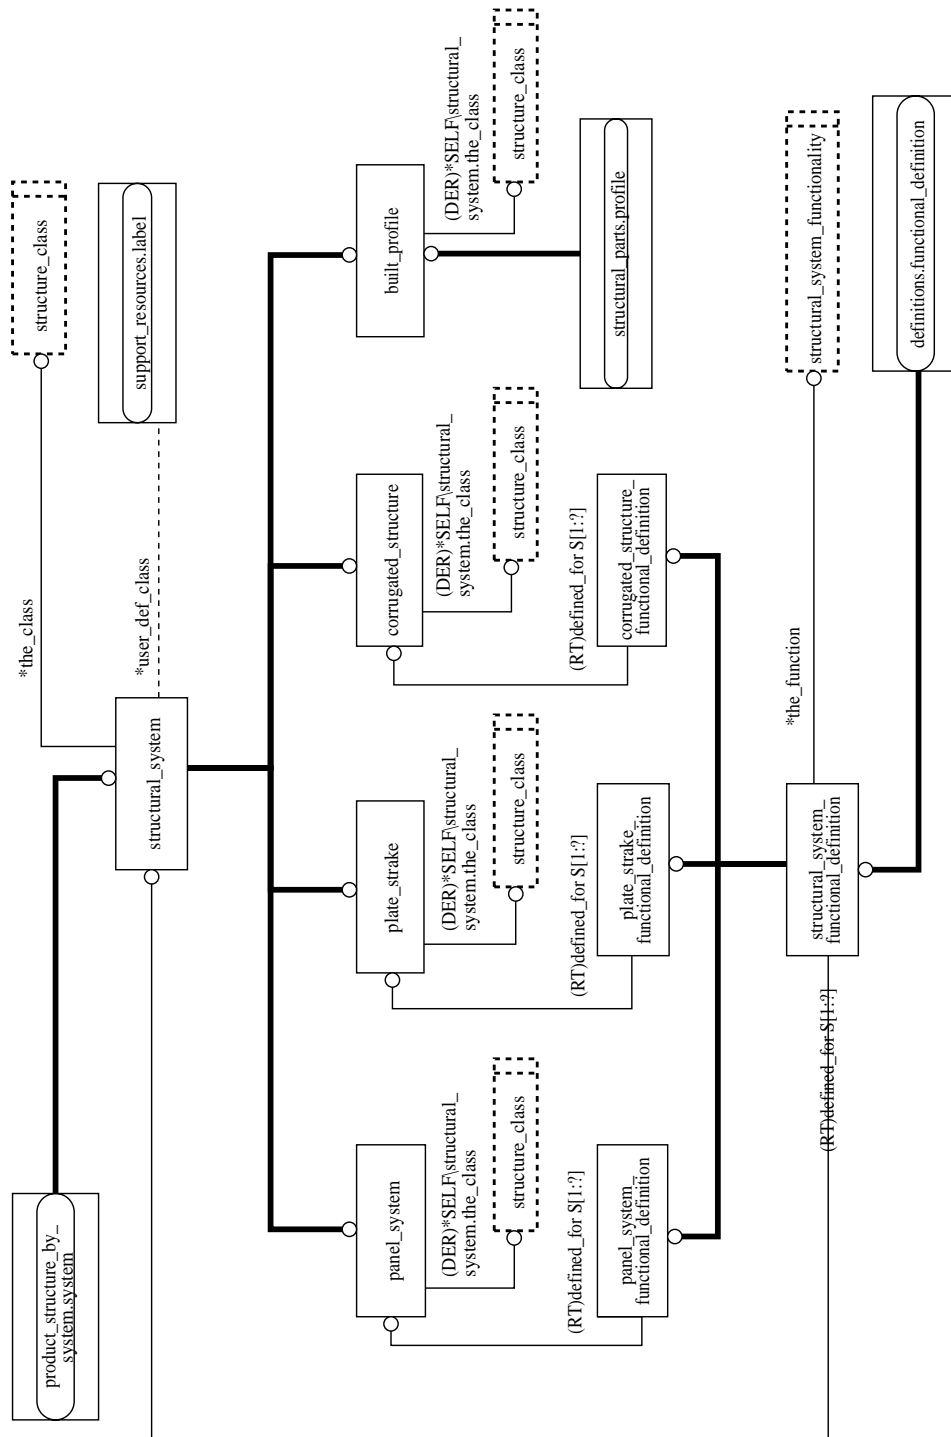 product_structure_by_
system.system
*the_class
structure_class
structural_system
*user_def_class
support_resources.label
panel_system
(DER)*SELF\structural_
system.the_class
structure_class
plate_strake
(DER)*SELF\structural_
system.the_class
structure_class
corrugated_structure
(DER)*SELF\structural_
system.the_class
structure_class
built_profile
(DER)*SELF\structural_
system.the_class
structure_class
structural_parts.profile
(RT)defined_for S[1:?]
panel_system_
functional_definition
(RT)defined_for S[1:?]
plate_strake_
functional_definition
(RT)defined_for S[1:?]
corrugated_structure_
functional_definition
(RT)defined_for S[1:?]
structural_system_
functional_definition
*the_function
structural_system_functionality
definitions.functional_definition